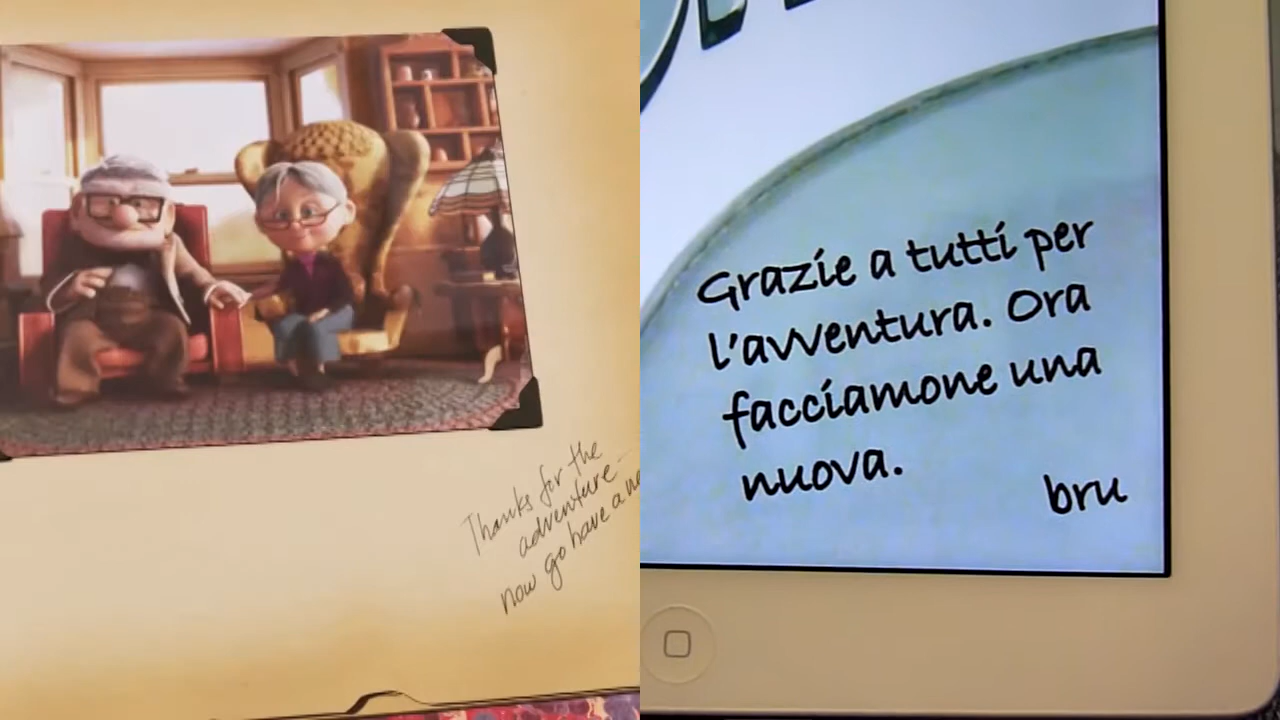 Thanks for the
adventure-
now go have a
Grazie a tutti per
l'avventura. Ora
facciamone una
nuova.
bru